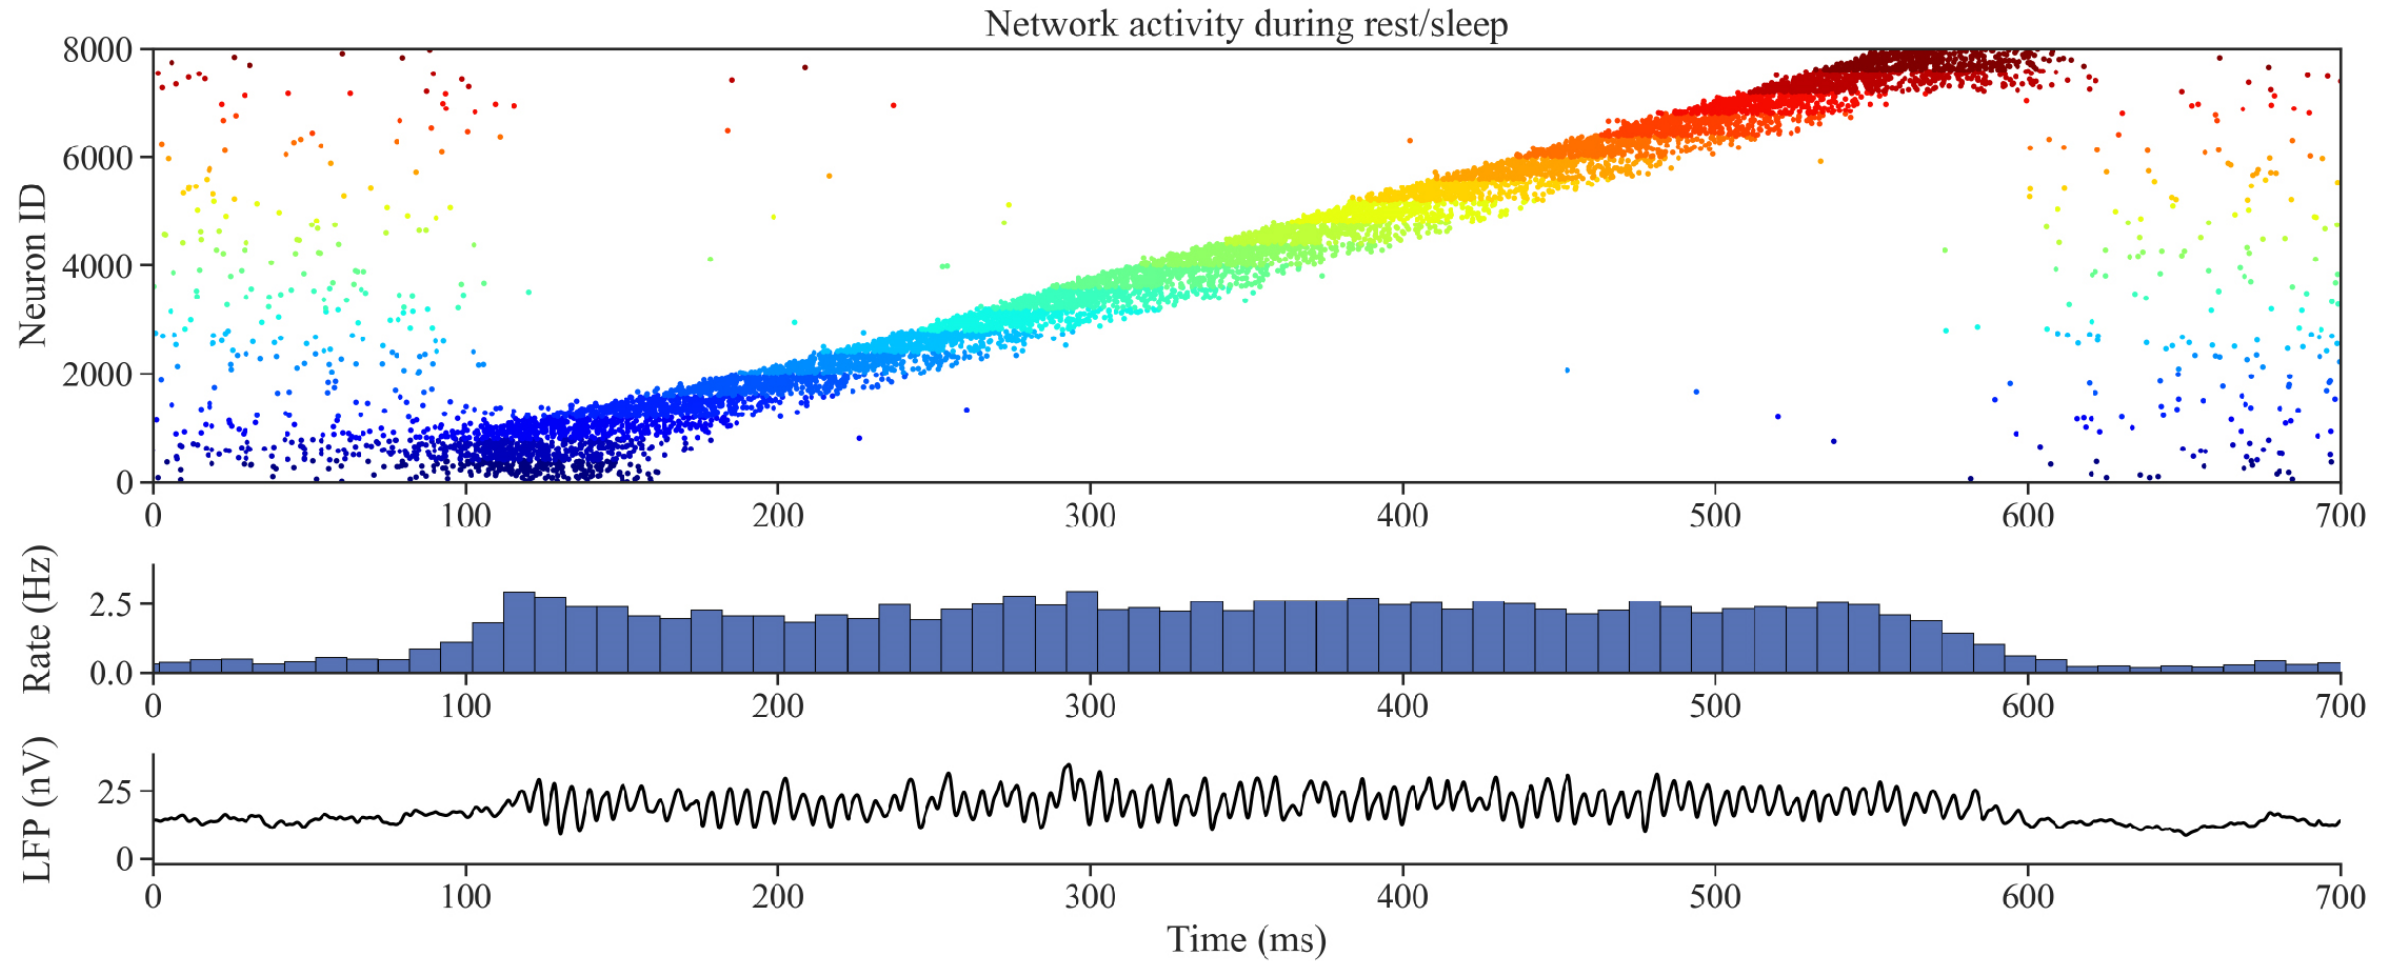 Network activity during rest/sleep
Neuron ID
8000
6000
4000
2000
0
0 100 200 300 400 500 600 700
Rate (Hz)
2.5
0.0
0 100 200 300 400 500 600 700
LFP (nV)
25
0
0 100 200 300 400 500 600 700
Time (ms)